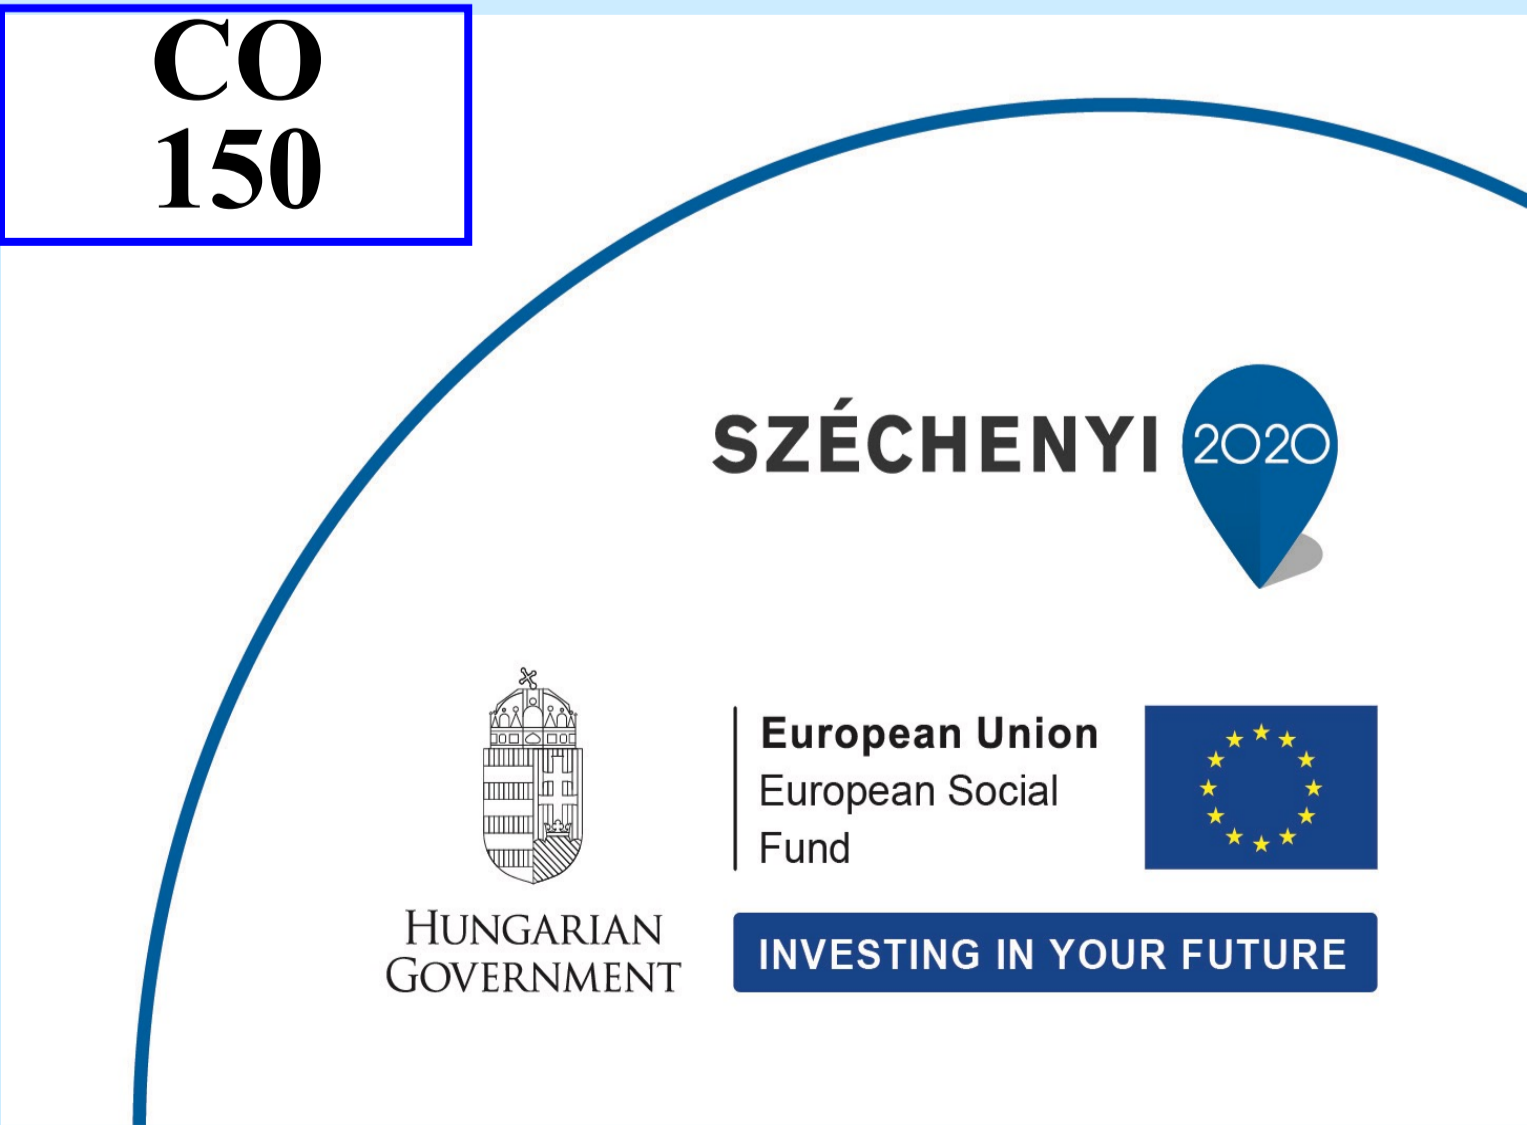 CO
150
SZÉCHENYI 2020
European Union
European Social
Fund
HUNGARIAN
GOVERNMENT
INVESTING IN YOUR FUTURE